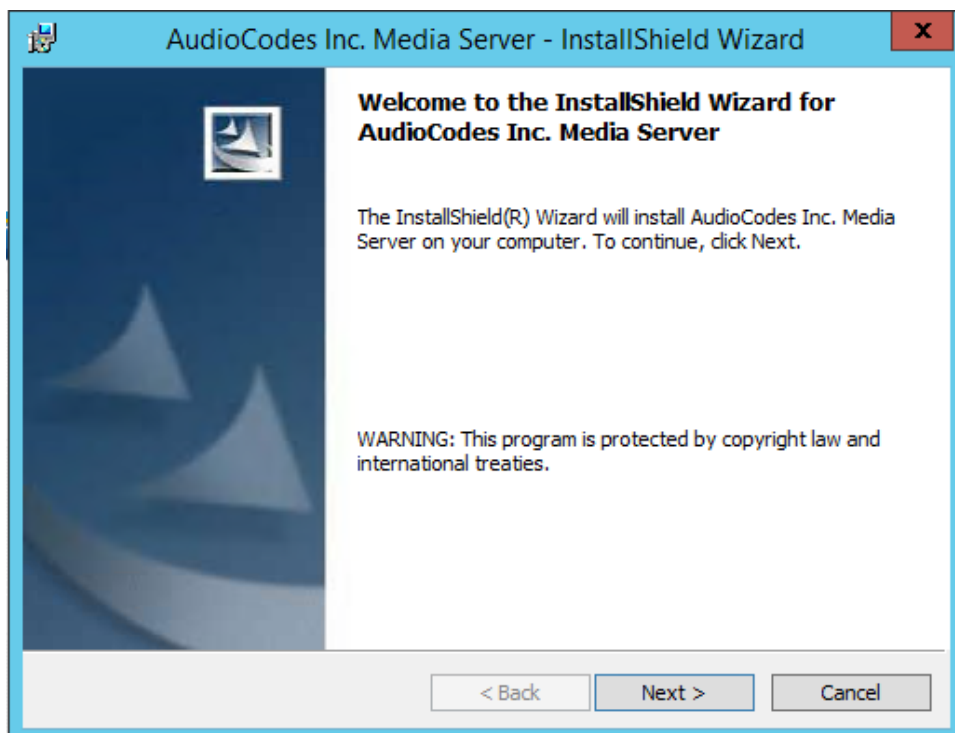 AudioCodes Inc. Media Server - InstallShield Wizard
x
Welcome to the InstallShield Wizard for
AudioCodes Inc. Media Server
The InstallShield(R) Wizard will install AudioCodes Inc. Media
Server on your computer. To continue, click Next.
WARNING: This program is protected by copyright law and
international treaties.
< Back
Next >
Cancel